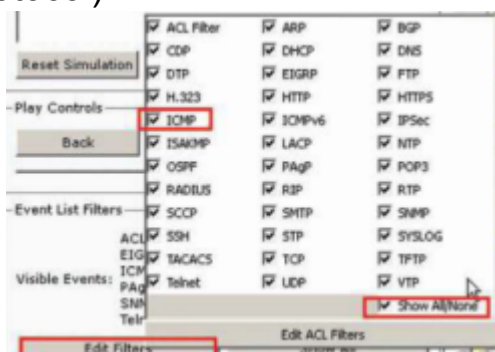 ACL Filter ARP BGP
CDP DHCP DNS
Reset Simulation
DTP EIGRP FTP
H.323 HTTP HTTPS
Play Controls
ICMP ICMPv6 IPSec
Back
ISAKMP LACP NTP
OSPF PAgP POP3
RADIUS RIP RTP
Event List Filters
SCCP SMTP SNMP
ACL
SSH STP SYSLOG
EIG
TACACS TCP TFTP
Visible Events:
ICM
PAg
Telnet UDP VTP
SNM
Show All/None
Telr
Edit ACL Filters
Edit Filters